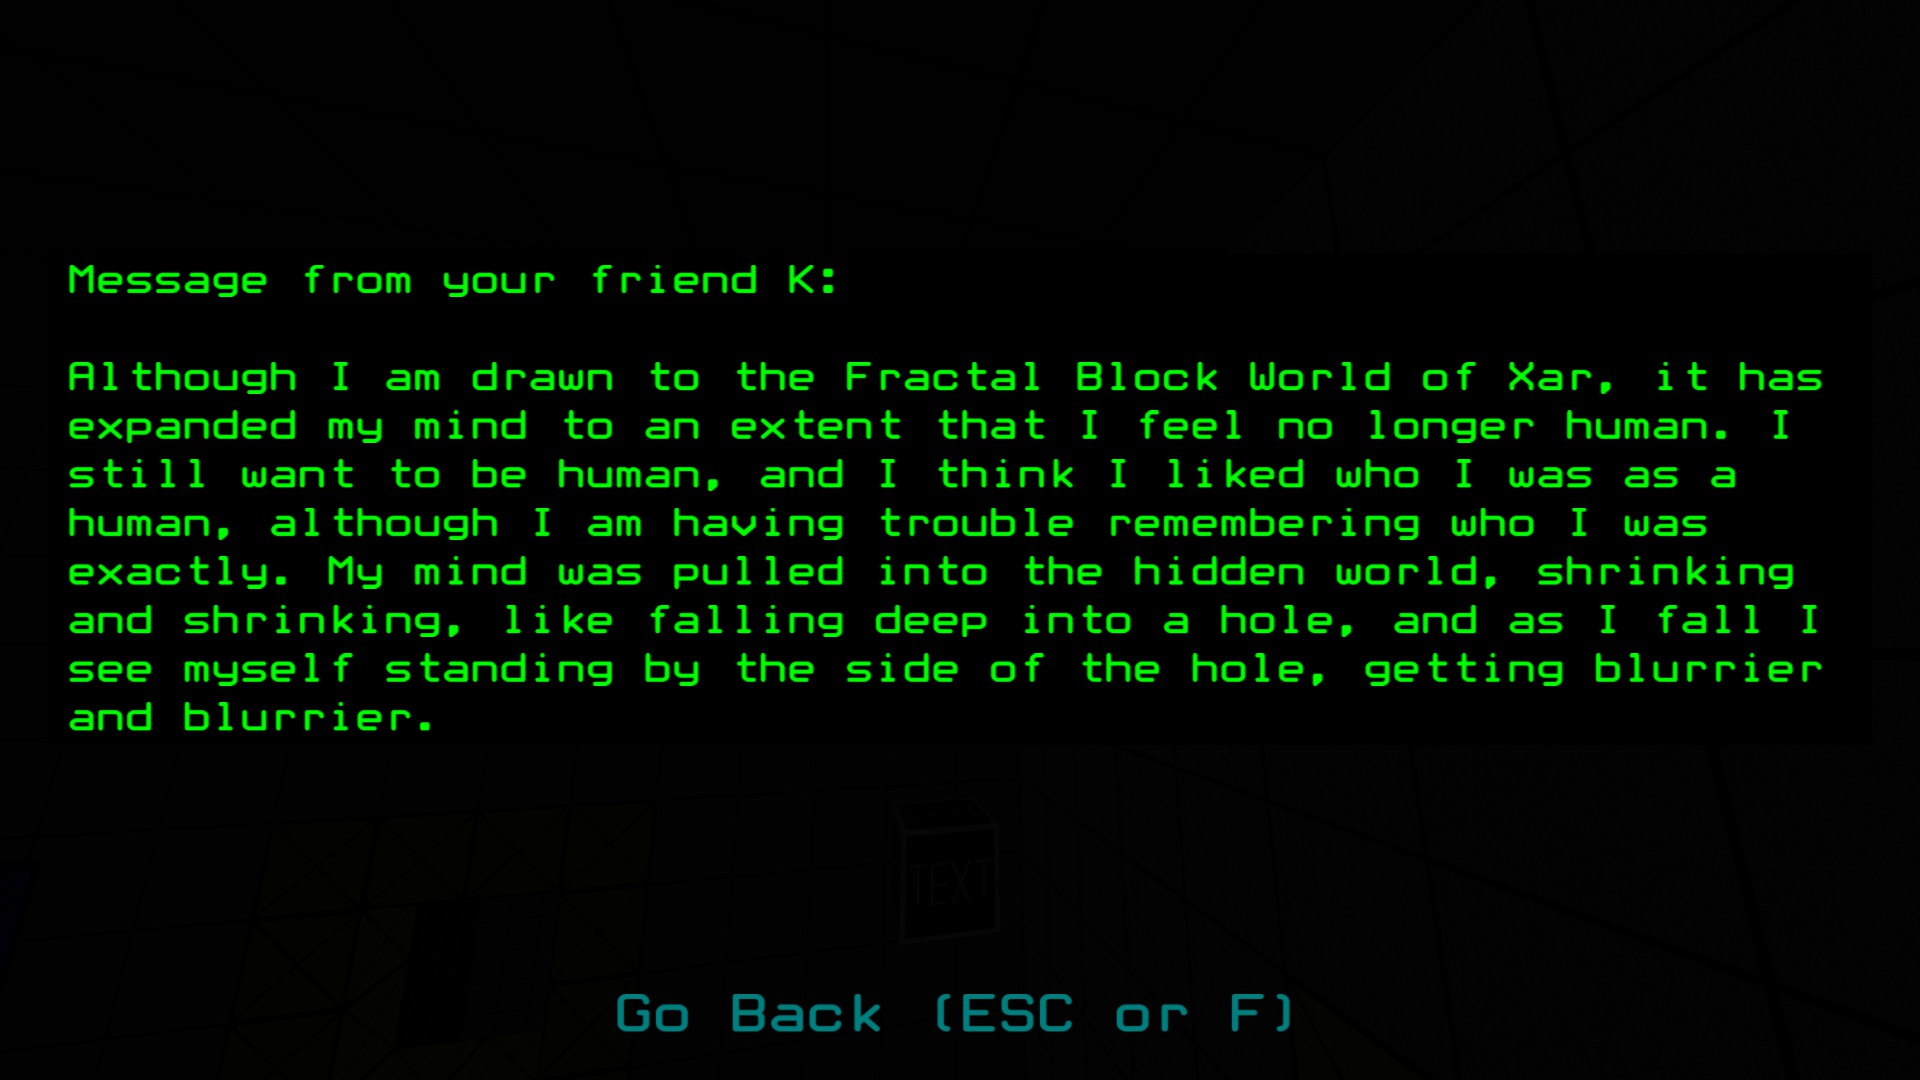 Message from your friend K:
Although I am drawn to the Fractal Block World of Xar, it has
expanded my mind to an extent that I feel no longer human. I
still want to be human, and I think I liked who I was as a
human, although I am having trouble remembering who I was
exactly. My mind was pulled into the hidden world, shrinking
and shrinking, like falling deep into a hole, and as I fall I
see myself standing by the side of the hole, getting blurrier
and blurrier.
TEXT
Go Back (ESC or F)